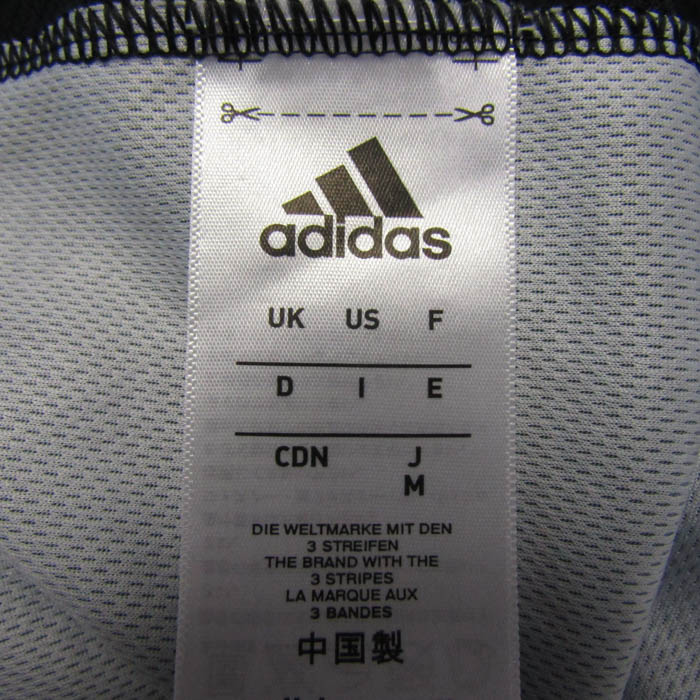 adidas
UK US F
D I E
CDN J
M
DIE WELTMARKE MIT DEN
3 STREIFEN
THE BRAND WITH THE
3 STRIPES
LA MARQUE AUX
3 BANDES
中国製